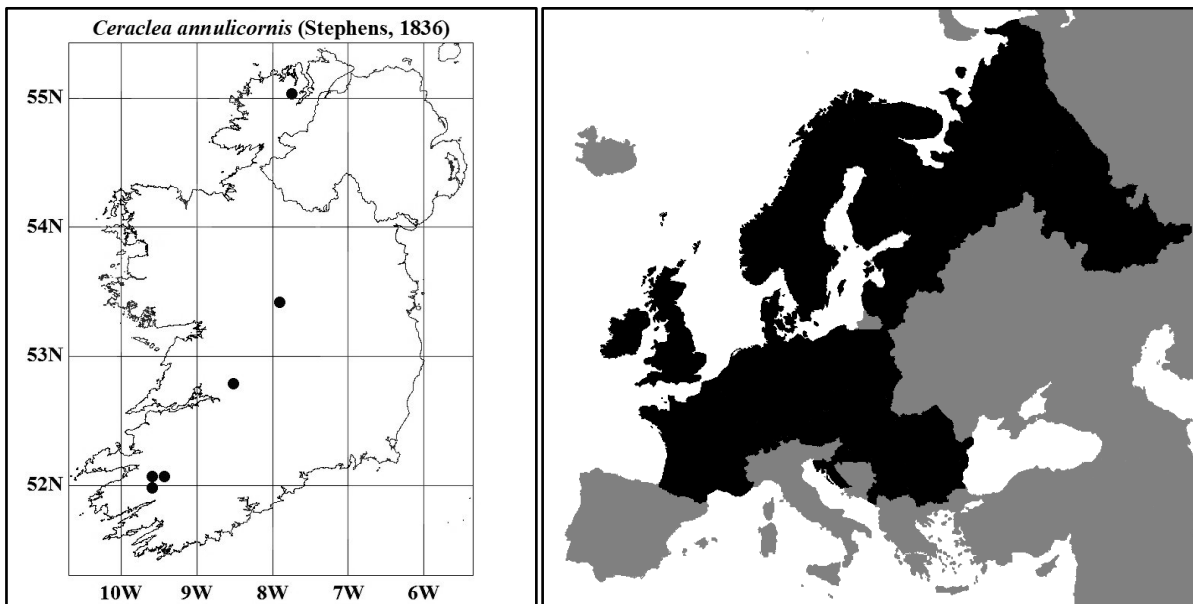 Ceraclea annulicornis (Stephens, 1836)
55N
54N
53N
52N
10W 9W 8W 7W 6W